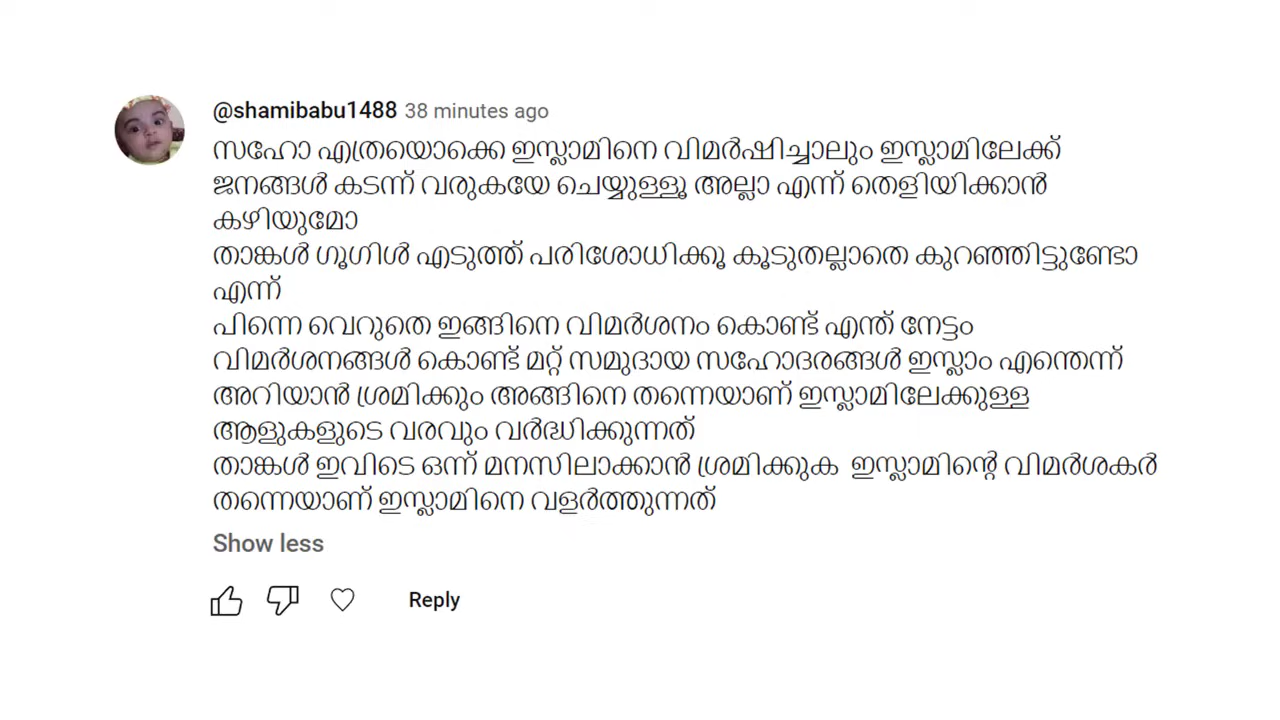 @shamibabu1488 38 minutes ago
സഹോ എത്രയൊക്കെ ഇസ്ലാമിനെ വിമർഷിച്ചാലും ഇസ്ലാമിലേക്ക്
ജനങ്ങൾ കടന്ന് വരുകയേ ചെയ്യുള്ളൂ അല്ലാ എന്ന് തെളിയിക്കാൻ
കഴിയുമോ
താങ്കൾ ഗൂഗിൾ എടുത്ത് പരിശോധിക്കൂ കൂടുതല്ലാതെ കുറഞ്ഞിട്ടുണ്ടോ
എന്ന്
പിന്നെ വെറുതെ ഇങ്ങിനെ വിമർശനം കൊണ്ട് എന്ത് നേട്ടം
വിമർശനങ്ങൾ കൊണ്ട് മറ്റ് സമുദായ സഹോദരങ്ങൾ ഇസ്ലാം എന്തെന്ന്
അറിയാൻ ശ്രമിക്കും അങ്ങിനെ തന്നെയാണ് ഇസ്ലാമിലേക്കുള്ള
ആളുകളുടെ വരവും വർദ്ധിക്കുന്നത്
താങ്കൾ ഇവിടെ ഒന്ന് മനസിലാക്കാൻ ശ്രമിക്കുക ഇസ്ലാമിന്റെ വിമർശകർ
തന്നെയാണ് ഇസ്ലാമിനെ വളർത്തുന്നത്
Show less
Reply